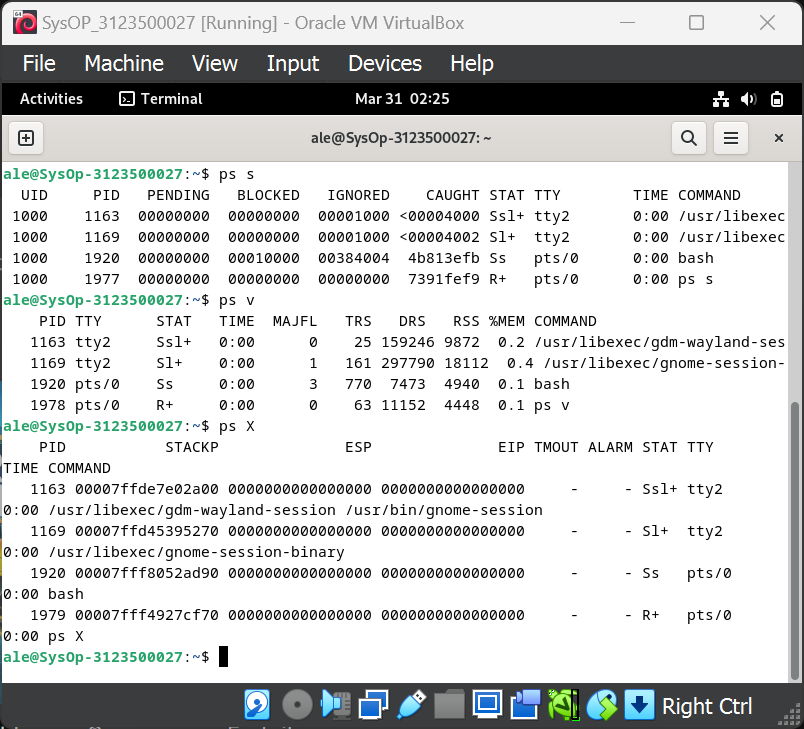 SysOP_3123500027 [Running] - Oracle VM VirtualBox
File Machine View Input Devices Help
Activities Terminal Mar 31 02:25
ale@SysOp-3123500027: ~
ale@SysOp-3123500027:~$ ps s
UID PID PENDING BLOCKED IGNORED CAUGHT STAT TTY TIME COMMAND
1000 1163 00000000 00000000 00001000 <00004000 Ssl+ tty2 0:00 /usr/libexec
1000 1169 00000000 00000000 00001000 <00004002 Sl+ tty2 0:00 /usr/libexec
1000 1920 00000000 00010000 00384004 4b813efb Ss pts/0 0:00 bash
1000 1977 00000000 00000000 00000000 7391fef9 R+ pts/0 0:00 ps s
ale@SysOp-3123500027:~$ ps v
PID TTY STAT TIME MAJFL TRS DRS RSS %MEM COMMAND
1163 tty2 Ssl+ 0:00 0 25 159246 9872 0.2 /usr/libexec/gdm-wayland-ses
1169 tty2 Sl+ 0:00 1 161 297790 18112 0.4 /usr/libexec/gnome-session-
1920 pts/0 Ss 0:00 3 770 7473 4940 0.1 bash
1978 pts/0 R+ 0:00 0 63 11152 4448 0.1 ps v
ale@SysOp-3123500027:~$ ps X
PID STACKP ESP EIP TMOUT ALARM STAT TTY
TIME COMMAND
1163 00007ffde7e02a00 0000000000000000 0000000000000000 - - Ssl+ tty2
0:00 /usr/libexec/gdm-wayland-session /usr/bin/gnome-session
1169 00007ffd45395270 0000000000000000 0000000000000000 - - Sl+ tty2
0:00 /usr/libexec/gnome-session-binary
1920 00007fff8052ad90 0000000000000000 0000000000000000 - - Ss pts/0
0:00 bash
1979 00007fff4927cf70 0000000000000000 0000000000000000 - - R+ pts/0
0:00 ps X
ale@SysOp-3123500027:~$
Right Ctrl